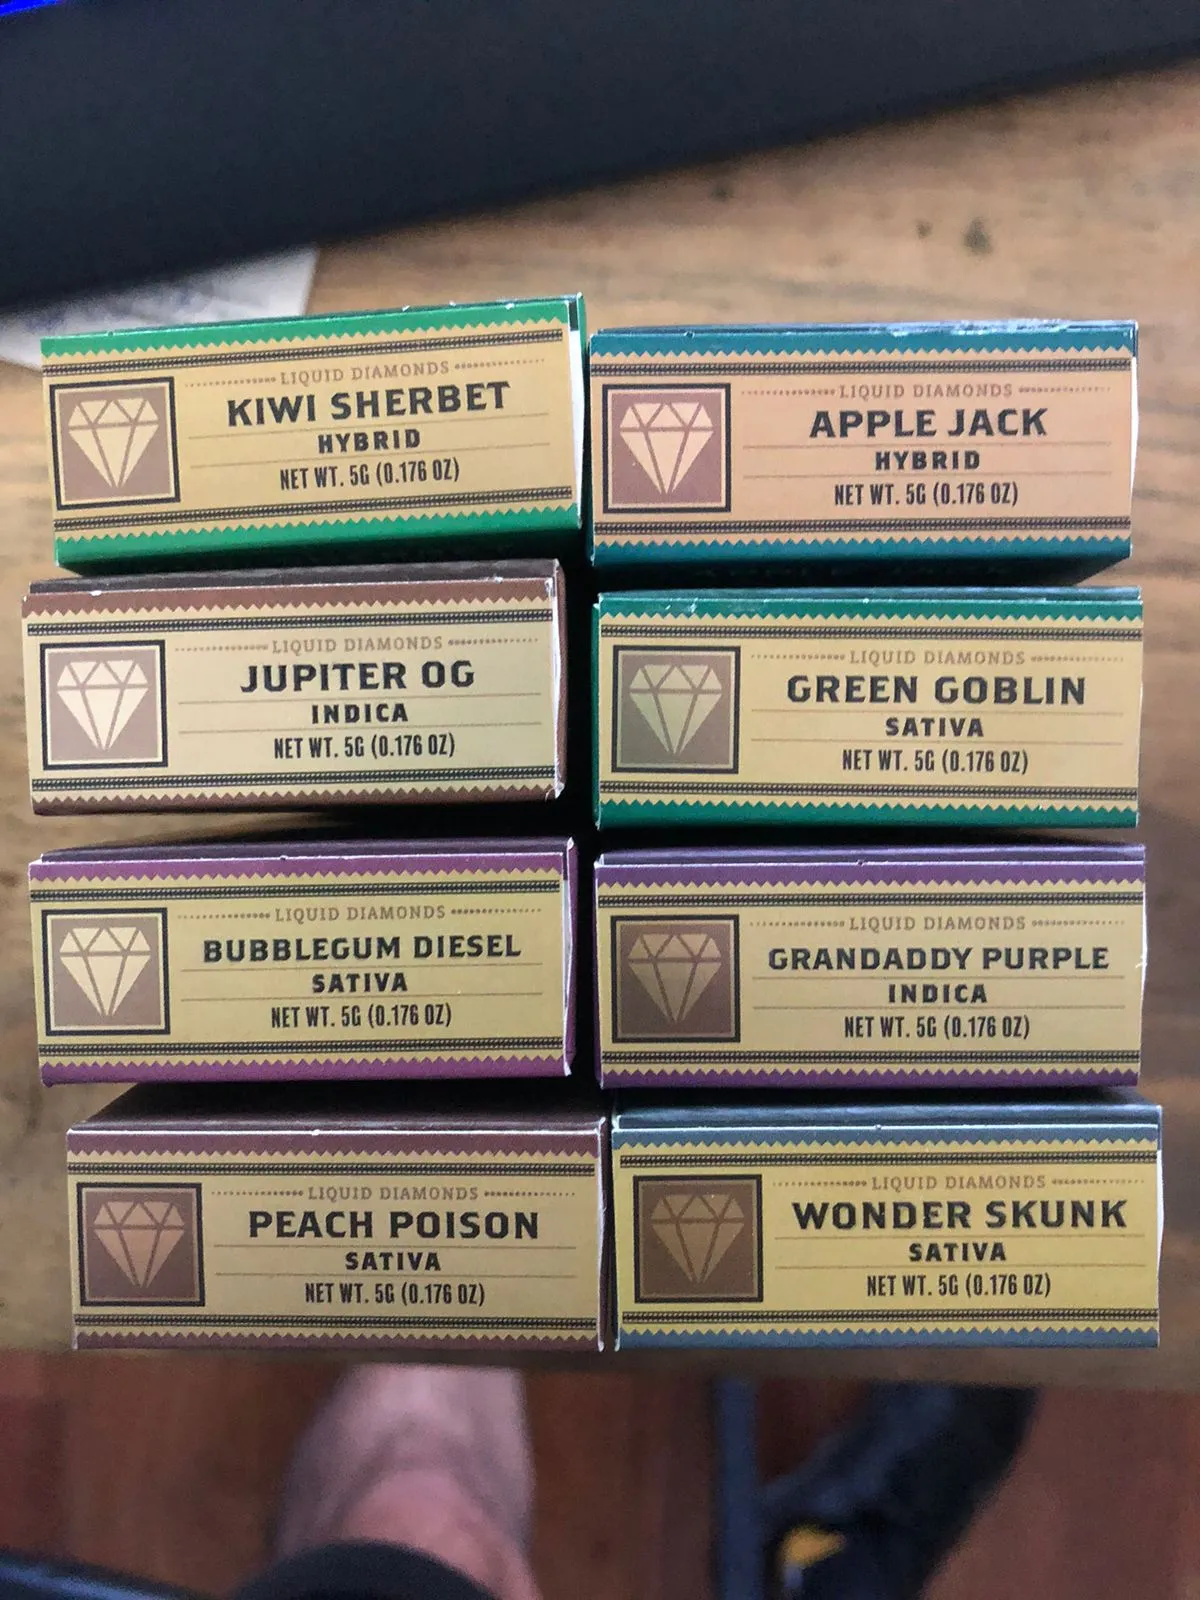 LIQUID DIAMONDS
KIWI SHERBET
HYBRID
NET WT. 5G (0.176 OZ)
LIQUID DIAMONDS
APPLE JACK
HYBRID
NET WT. 5G (0.176 OZ)
LIQUID DIAMONDS
JUPITER OG
INDICA
NET WT. 5G (0.176 OZ)
LIQUID DIAMONDS
GREEN GOBLIN
SATIVA
NET WT. 5G (0.176 OZ)
LIQUID DIAMONDS
BUBBLEGUM DIESEL
SATIVA
NET WT. 5G (0.176 OZ)
LIQUID DIAMONDS
GRANDADDY PURPLE
INDICA
NET WT. 5G (0.176 OZ)
LIQUID DIAMONDS
PEACH POISON
SATIVA
NET WT. 5G (0.176 OZ)
LIQUID DIAMONDS
WONDER SKUNK
SATIVA
NET WT. 5G (0.176 OZ)